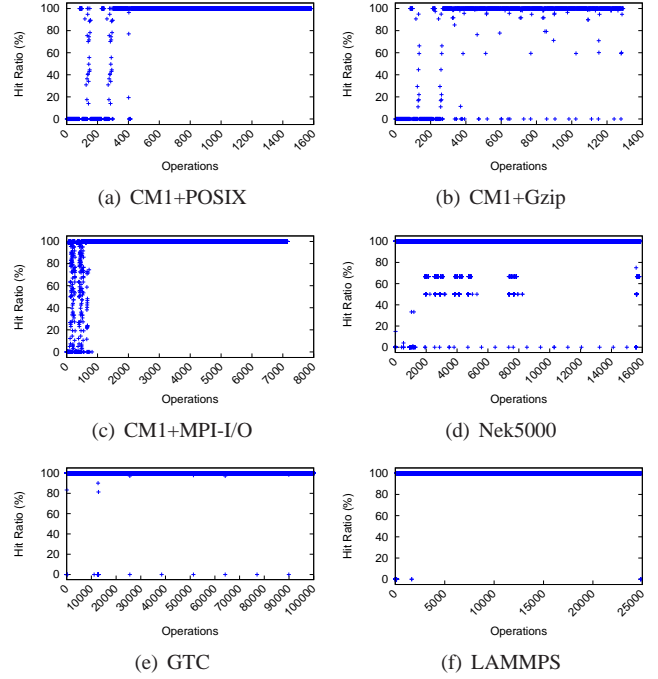 Hit Ratio (%)
100
80
60
40
20
0
0 200 400 600 800 1000 1200 1400 1600
Operations
(a) CM1+POSIX
Hit Ratio (%)
100
80
60
40
20
0
0 200 400 600 800 1000 1200 1400
Operations
(b) CM1+Gzip
Hit Ratio (%)
100
80
60
40
20
0
0 1000 2000 3000 4000 5000 6000 7000 8000
Operations
(c) CM1+MPI-I/O
Hit Ratio (%)
100
80
60
40
20
0
0 2000 4000 6000 8000 10000 12000 14000 16000
Operations
(d) Nek5000
Hit Ratio (%)
100
80
60
40
20
0
0 10000 20000 30000 40000 50000 60000 70000 80000 90000 100000
Operations
(e) GTC
Hit Ratio (%)
100
80
60
40
20
0
0 5000 10000 15000 20000 25000
Operations
(f) LAMMPS